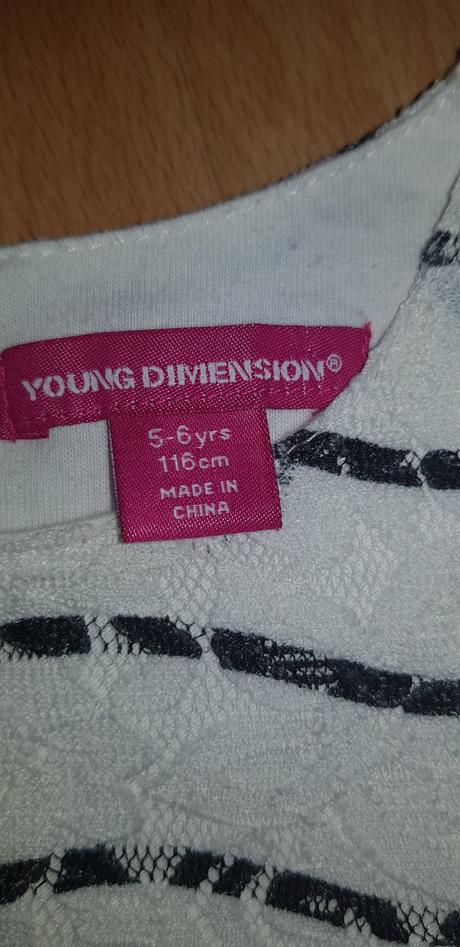 YOUNG DIMENSION®
5-6yrs
116cm
MADE IN
CHINA